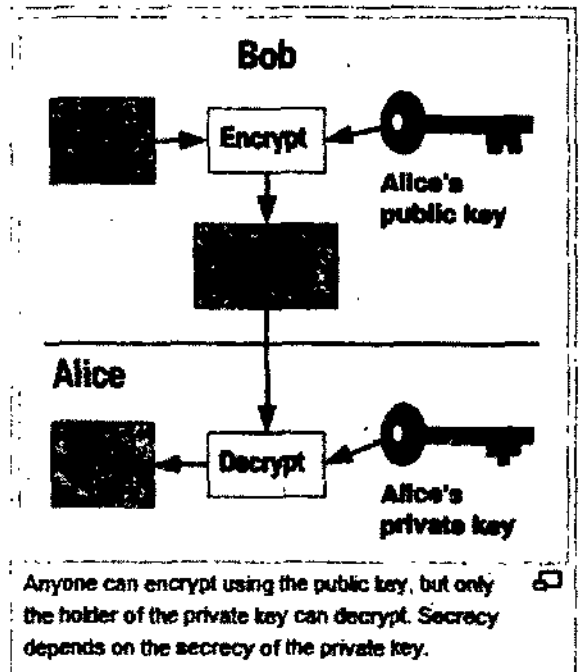 Bob
Encrypt
Alice's
public key
Alice
Decrypt
Alice's
private key
Anyone can encrypt using the public key, but only
the holder of the private key can decrypt. Secrecy
depends on the secrecy of the private key.